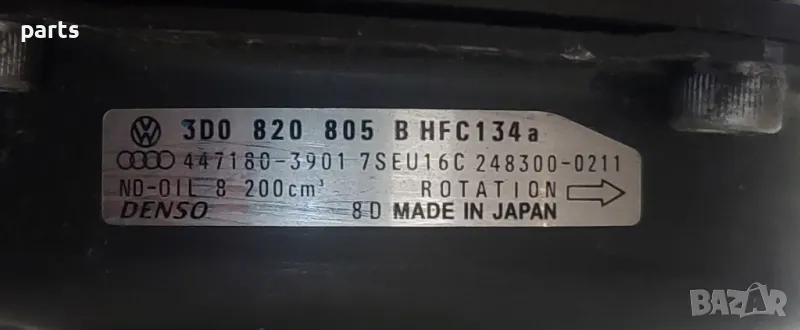 parts
3D0 820 805 B HFC134a
447180-3901 7SEU16C 248300-0211
ND-OIL 8 200cm³ ROTATION
DENSO 8D MADE IN JAPAN
BAZAR